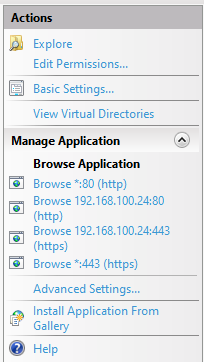 Actions
Explore
Edit Permissions...
Basic Settings...
View Virtual Directories
Manage Application
Browse Application
Browse *:80 (http)
Browse 192.168.100.24:80
(http)
Browse 192.168.100.24:443
(https)
Browse *:443 (https)
Advanced Settings...
Install Application From
Gallery
Help